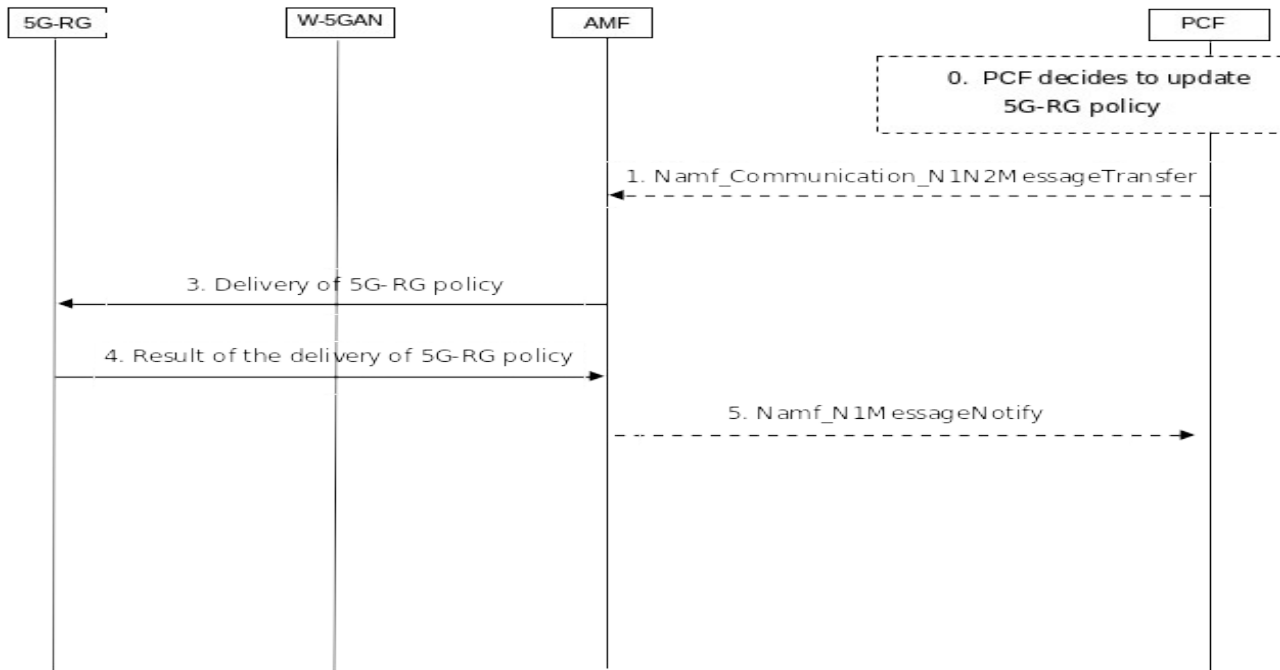 5G-RG
W-5GAN
AMF
PCF
0. PCF decides to update
5G-RG policy
1. Namf_Communication_N1N2MessageTransfer
3. Delivery of 5G-RG policy
4. Result of the delivery of 5G-RG policy
5. Namf_N1MessageNotify